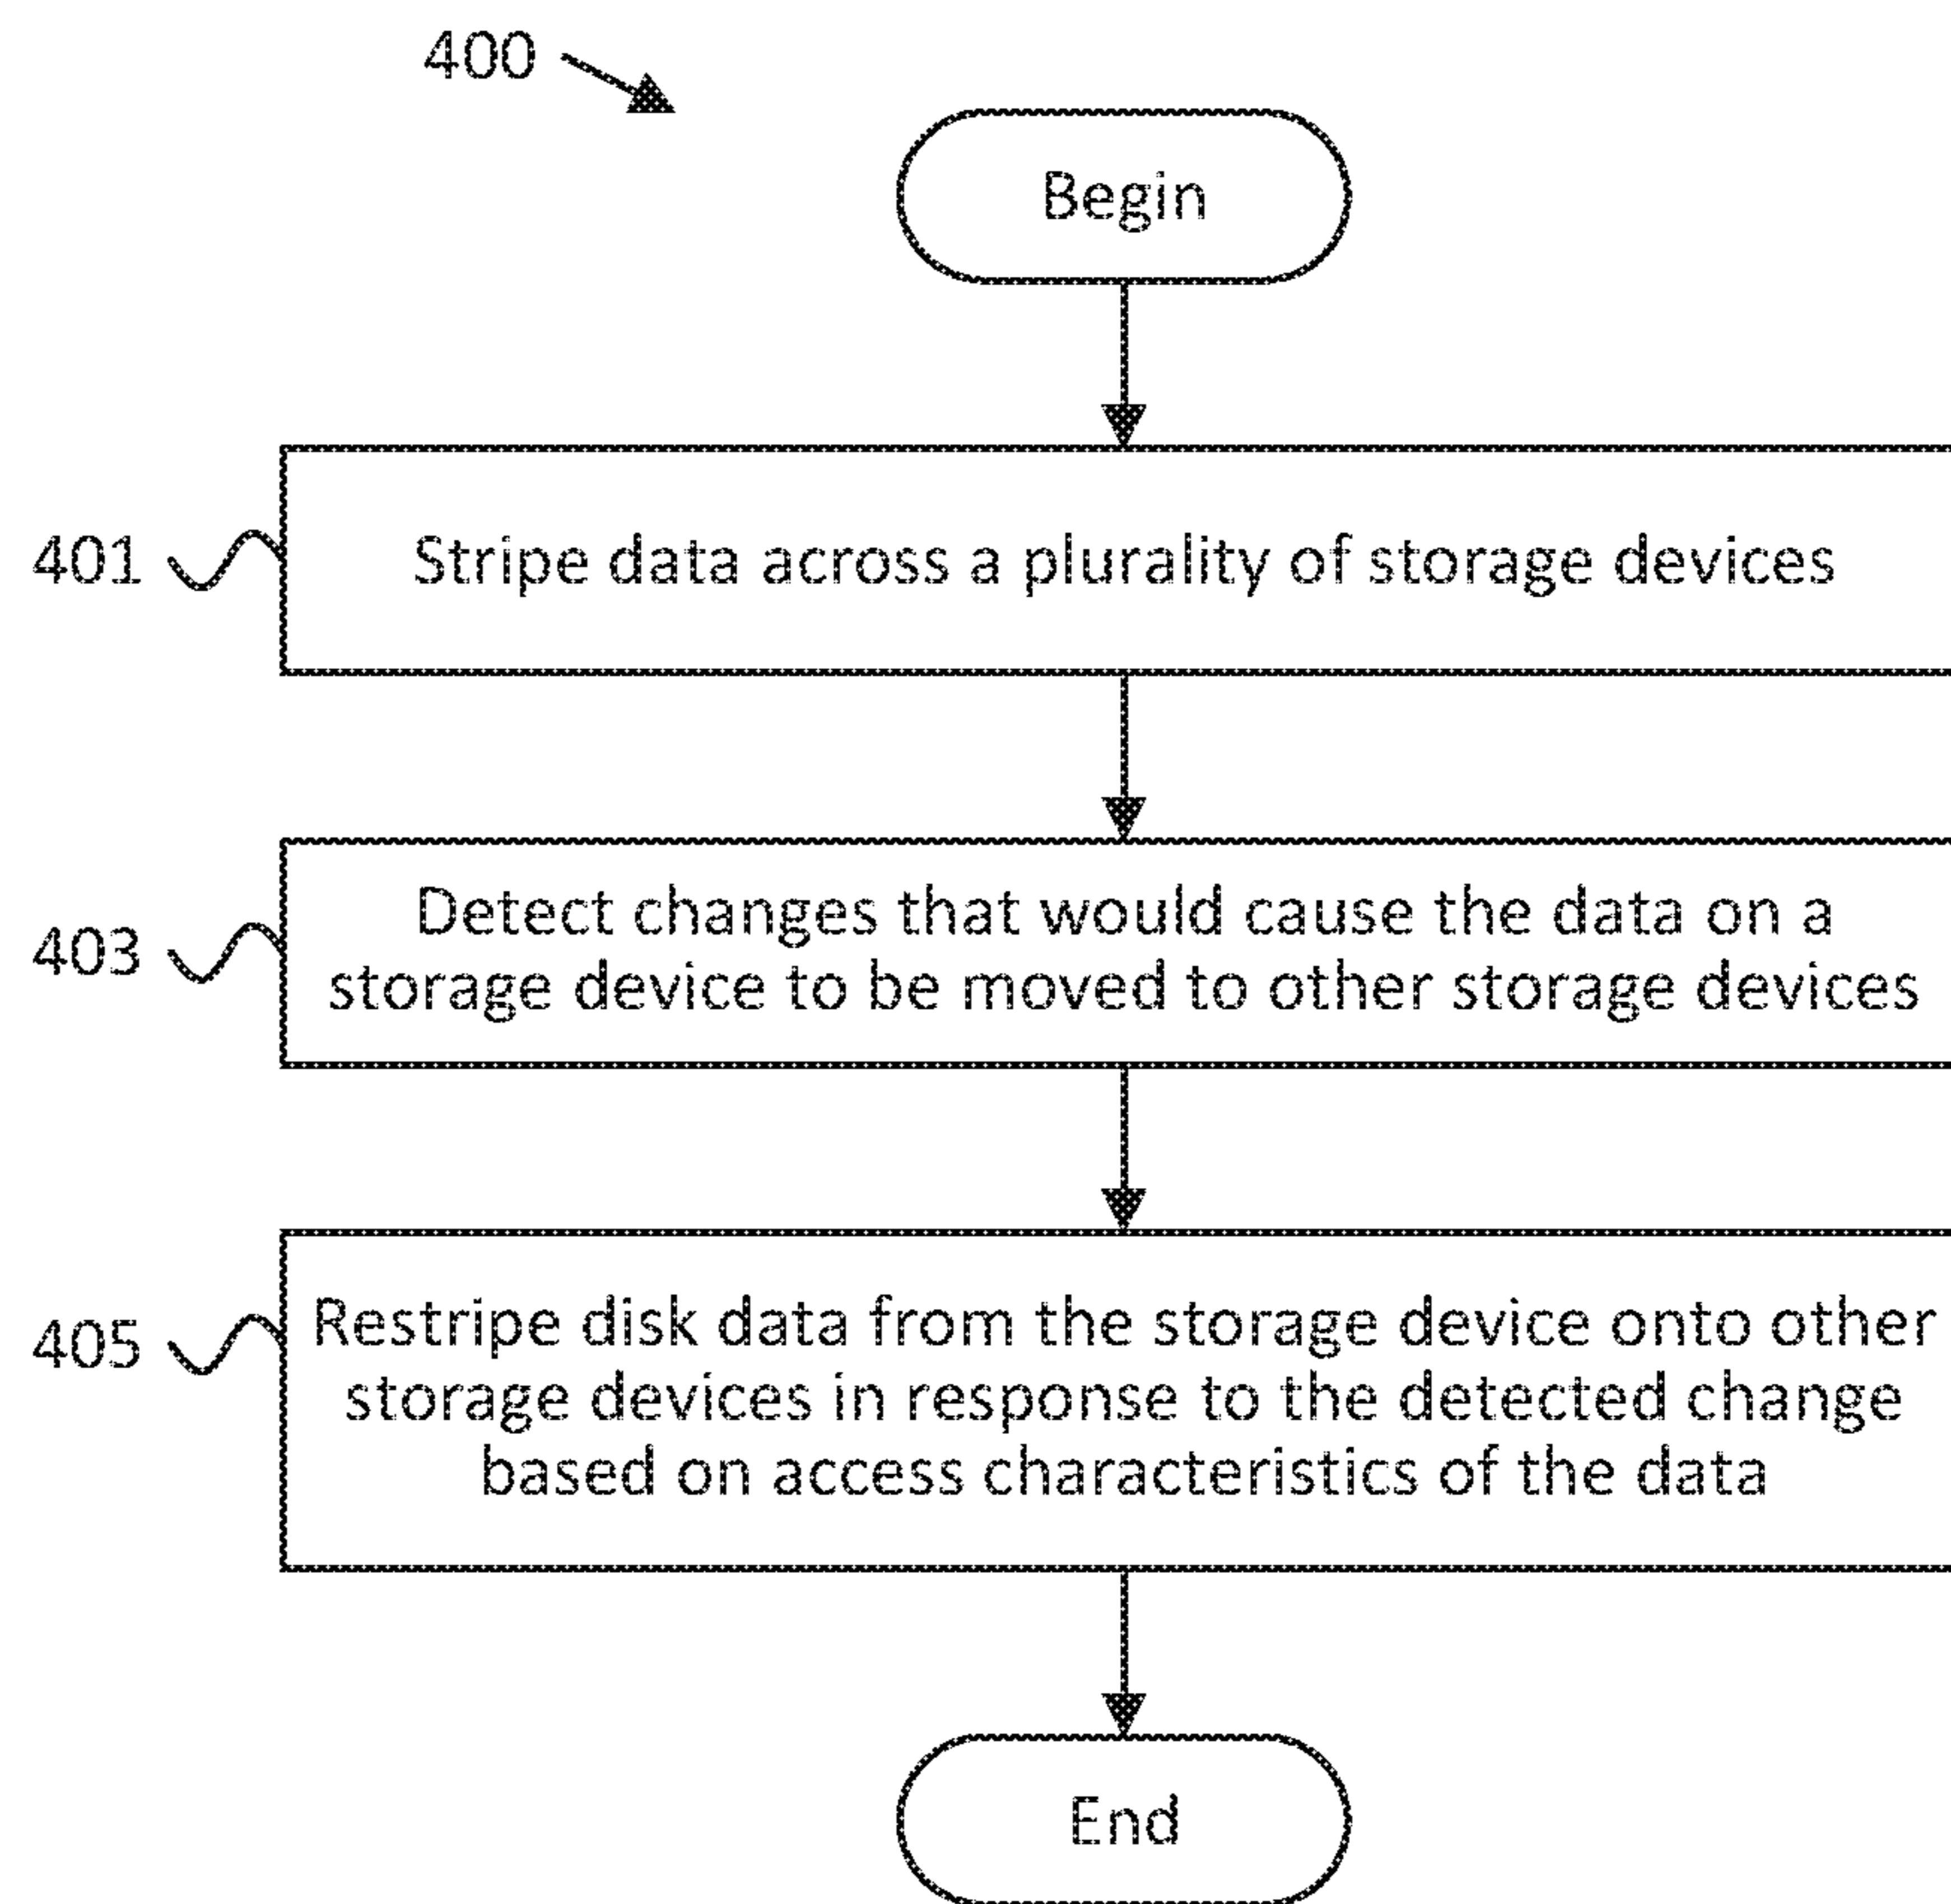 400
Begin
401
Stripe data across a plurality of storage devices
403
Detect changes that would cause the data on a
storage device to be moved to other storage devices
405
Restripe disk data from the storage device onto other
storage devices in response to the detected change
based on access characteristics of the data
End